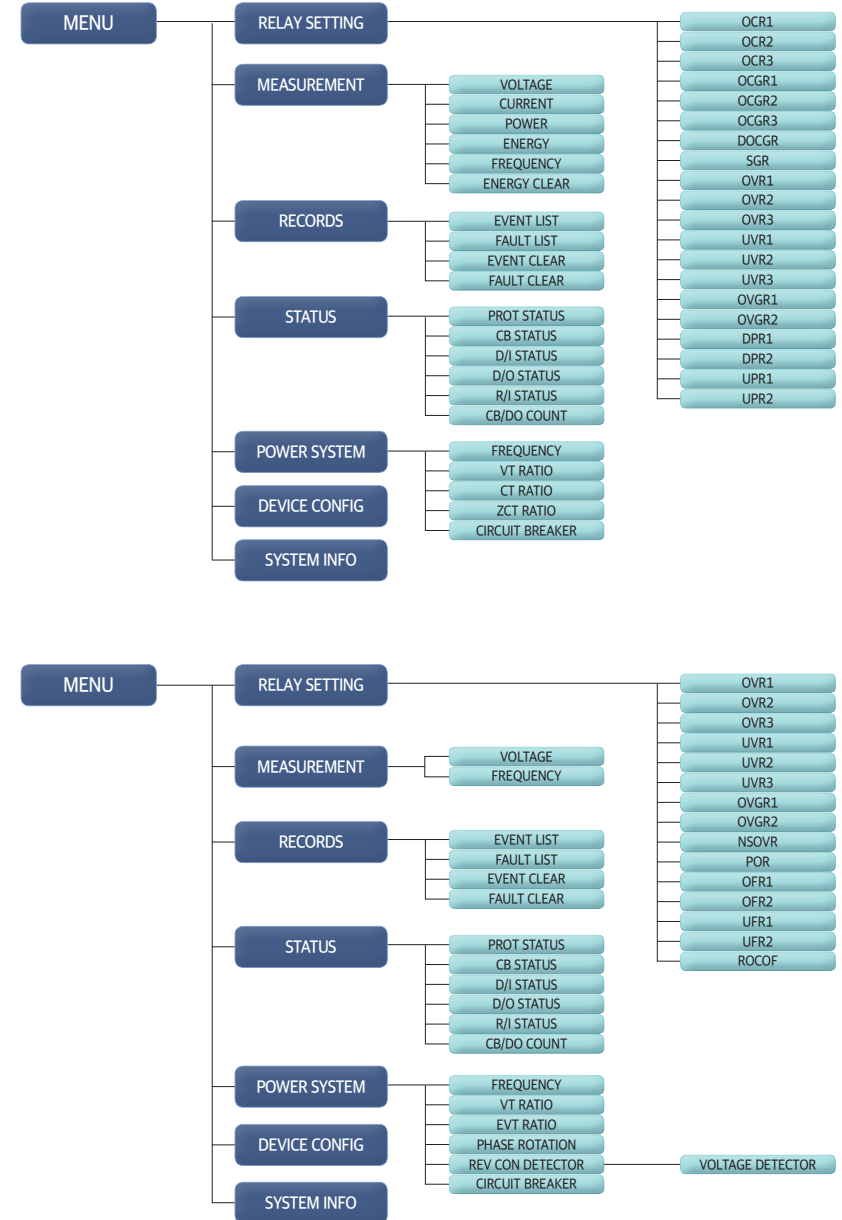 MENU
RELAY SETTING
OCR1
OCR2
OCR3
OCGR1
OCGR2
OCGR3
DOCGR
SGR
OVR1
OVR2
OVR3
UVR1
UVR2
UVR3
OVGR1
OVGR2
DPR1
DPR2
UPR1
UPR2
MEASUREMENT
VOLTAGE
CURRENT
POWER
ENERGY
FREQUENCY
ENERGY CLEAR
RECORDS
EVENT LIST
FAULT LIST
EVENT CLEAR
FAULT CLEAR
STATUS
PROT STATUS
CB STATUS
D/I STATUS
D/O STATUS
R/I STATUS
CB/DO COUNT
POWER SYSTEM
FREQUENCY
VT RATIO
CT RATIO
ZCT RATIO
CIRCUIT BREAKER
DEVICE CONFIG
SYSTEM INFO
MENU
RELAY SETTING
OVR1
OVR2
OVR3
UVR1
UVR2
UVR3
OVGR1
OVGR2
NSOVR
POR
OFR1
OFR2
UFR1
UFR2
ROCOF
MEASUREMENT
VOLTAGE
FREQUENCY
RECORDS
EVENT LIST
FAULT LIST
EVENT CLEAR
FAULT CLEAR
STATUS
PROT STATUS
CB STATUS
D/I STATUS
D/O STATUS
R/I STATUS
CB/DO COUNT
POWER SYSTEM
FREQUENCY
VT RATIO
EVT RATIO
PHASE ROTATION
REV CON DETECTOR
VOLTAGE DETECTOR
CIRCUIT BREAKER
DEVICE CONFIG
SYSTEM INFO